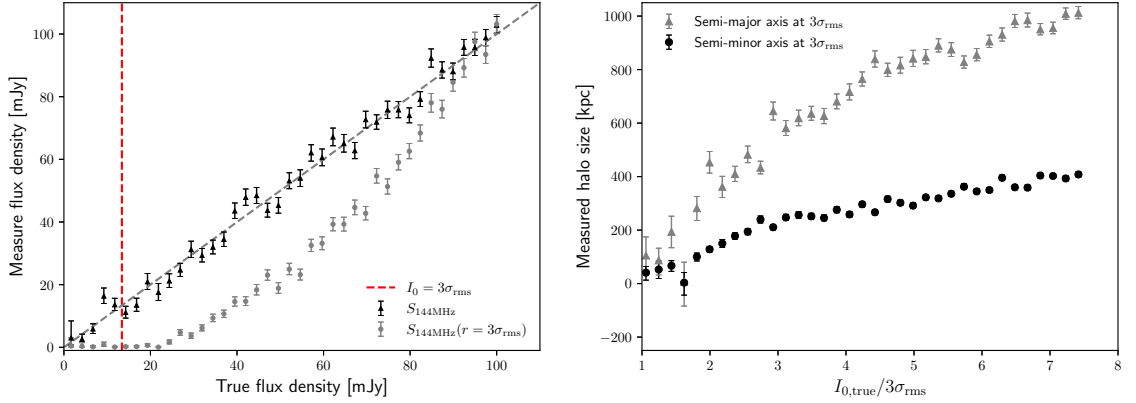 Measure flux density [mJy]
100
80
60
40
20
0
0 20 40 60 80 100
True flux density [mJy]
I₀ = 3σrms
S₁₄₄MHz
S₁₄₄MHz(r = 3σrms)
Measured halo size [kpc]
1000
800
600
400
200
0
−200
1 2 3 4 5 6 7 8
I₀,true/3σrms
Semi-major axis at 3σrms
Semi-minor axis at 3σrms